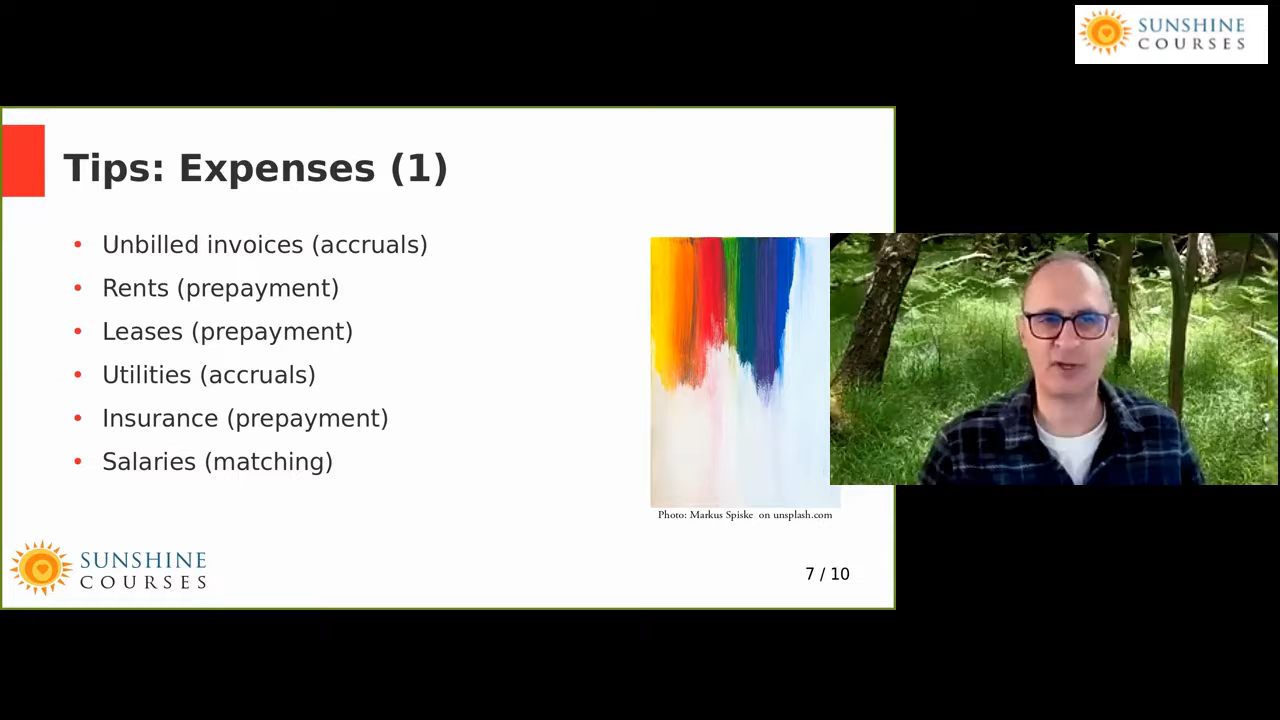 SUNSHINE
COURSES
Tips: Expenses (1)
• Unbilled invoices (accruals)
• Rents (prepayment)
• Leases (prepayment)
• Utilities (accruals)
• Insurance (prepayment)
• Salaries (matching)
Photo: Markus Spiske on unsplash.com
SUNSHINE
COURSES
7 / 10